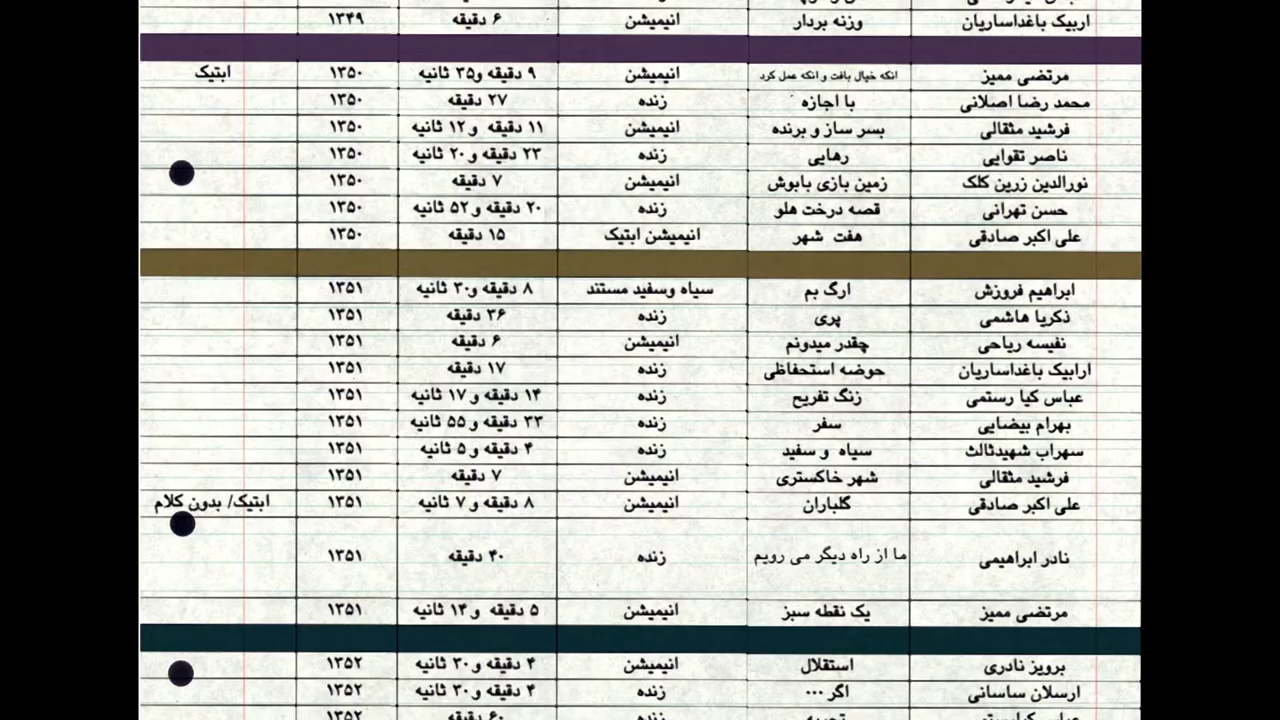 اربیک باغداساریان وزنه بردار انیمیشن ۶ دقیقه ۱۳۴۹
مرتضی ممیز انکه خیال بافت و انکه عمل کرد انیمیشن ۹ دقیقه و۳۵ ثانیه ۱۳۵۰ ابتیک
محمد رضا اصلانی با اجازه زنده ۲۷ دقیقه ۱۳۵۰
فرشید مثقالی بسر ساز و برنده انیمیشن ۱۱ دقیقه و ۱۲ ثانیه ۱۳۵۰
ناصر تقوایی رهایی زنده ۲۳ دقیقه و ۲۰ ثانیه ۱۳۵۰
نورالدین زرین کلک زمین بازی بابوش انیمیشن ۷ دقیقه ۱۳۵۰
حسن تهرانی قصه درخت هلو زنده ۲۰ دقیقه و ۵۲ ثانیه ۱۳۵۰
علی اکبر صادقی هفت شهر انیمیشن ابتیک ۱۵ دقیقه ۱۳۵۰
ابراهیم فروزش ارگ بم سیاه وسفید مستند ۸ دقیقه و۳۰ ثانیه ۱۳۵۱
ذکریا هاشمی پری زنده ۳۶ دقیقه ۱۳۵۱
نفیسه ریاحی چقدر میدونم انیمیشن ۶ دقیقه ۱۳۵۱
ارابیک باغداساریان حوضه استحفاظی زنده ۱۷ دقیقه ۱۳۵۱
عباس کیا رستمی زنگ تفریح زنده ۱۴ دقیقه و ۱۷ ثانیه ۱۳۵۱
بهرام بیضایی سفر زنده ۳۳ دقیقه و ۵۵ ثانیه ۱۳۵۱
سهراب شهیدثالث سیاه و سفید زنده ۴ دقیقه و ۵ ثانیه ۱۳۵۱
فرشید مثقالی شهر خاکستری انیمیشن ۷ دقیقه ۱۳۵۱
علی اکبر صادقی گلباران انیمیشن ۸ دقیقه و ۷ ثانیه ۱۳۵۱ ابتیک/ بدون کلام
نادر ابراهیمی ما از راه دیگر می رویم زنده ۴۰ دقیقه ۱۳۵۱
مرتضی ممیز یک نقطه سبز انیمیشن ۵ دقیقه و ۱۴ ثانیه ۱۳۵۱
برویز نادری استقلال انیمیشن ۴ دقیقه و ۳۰ ثانیه ۱۳۵۲
ارسلان ساسانی اگر ... زنده ۴ دقیقه و ۳۰ ثانیه ۱۳۵۲
۶۰ دقیقه ۱۳۵۲